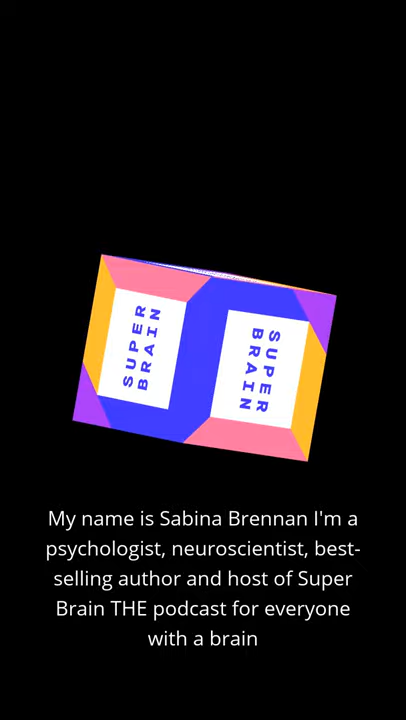 SUPER
BRAIN
SUPER
BRAIN
My name is Sabina Brennan I'm a
psychologist, neuroscientist, best-
selling author and host of Super
Brain THE podcast for everyone
with a brain